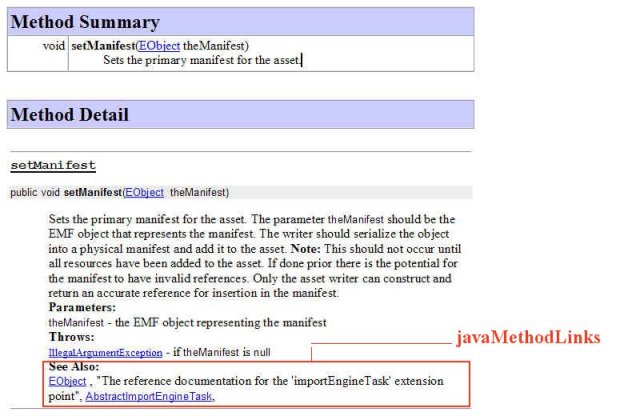 Method Summary
void setManifest(EObject theManifest)
Sets the primary manifest for the asset.
Method Detail
setManifest
public void setManifest(EObject theManifest)
Sets the primary manifest for the asset. The parameter theManifest should be the
EMF object that represents the manifest. The writer should serialize the object
into a physical manifest and add it to the asset. Note: This should not occur until
all resources have been added to the asset. If done prior there is the potential for
the manifest to have invalid references. Only the asset writer can construct and
return an accurate reference for insertion in the manifest.
Parameters:
theManifest - the EMF object representing the manifest
Throws:
IllegalArgumentException - if theManifest is null
javaMethodLinks
See Also:
EObject , "The reference documentation for the 'importEngineTask' extension
point", AbstractImportEngineTask,